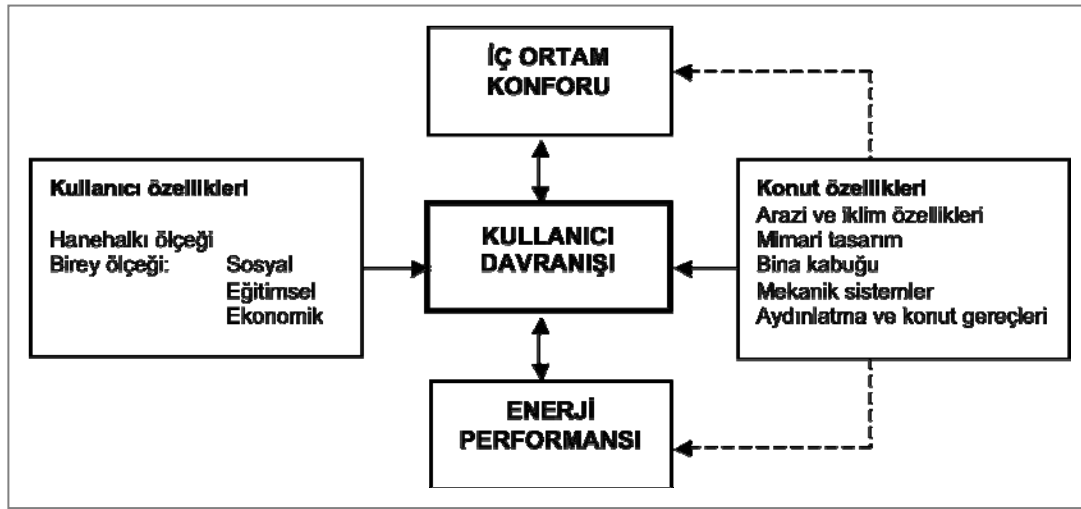 İÇ ORTAM
KONFORU
Kullanıcı özellikleri
Hanehalkı ölçeği
Birey ölçeği: Sosyal
Eğitimsel
Ekonomik
KULLANICI
DAVRANIŞI
Konut özellikleri
Arazi ve iklim özellikleri
Mimari tasarım
Bina kabuğu
Mekanik sistemler
Aydınlatma ve konut gereçleri
ENERJİ
PERFORMANSI